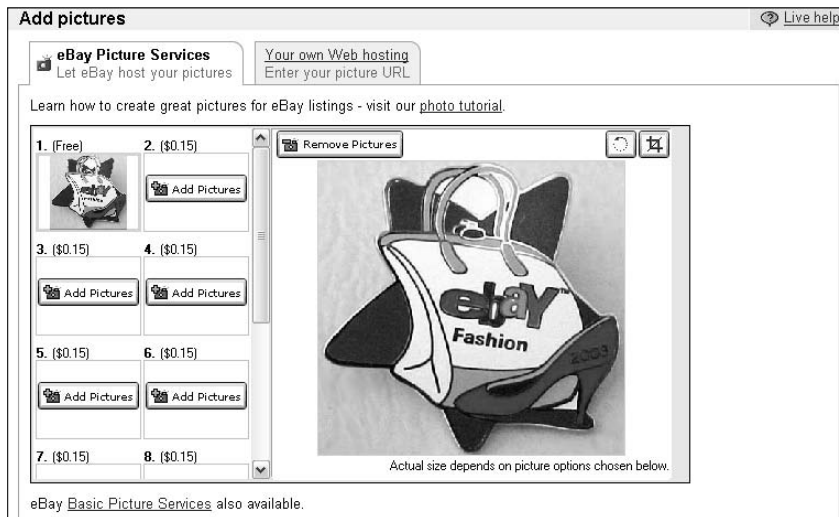 Add pictures
Live help
eBay Picture Services
Let eBay host your pictures
Your own Web hosting
Enter your picture URL
Learn how to create great pictures for eBay listings - visit our photo tutorial.
1. (Free)
2. ($0.15)
Add Pictures
3. ($0.15)
4. ($0.15)
Add Pictures
Add Pictures
5. ($0.15)
6. ($0.15)
Add Pictures
Add Pictures
7. ($0.15)
8. ($0.15)
Remove Pictures
ebaY™
Fashion
2003
Actual size depends on picture options chosen below.
eBay Basic Picture Services also available.